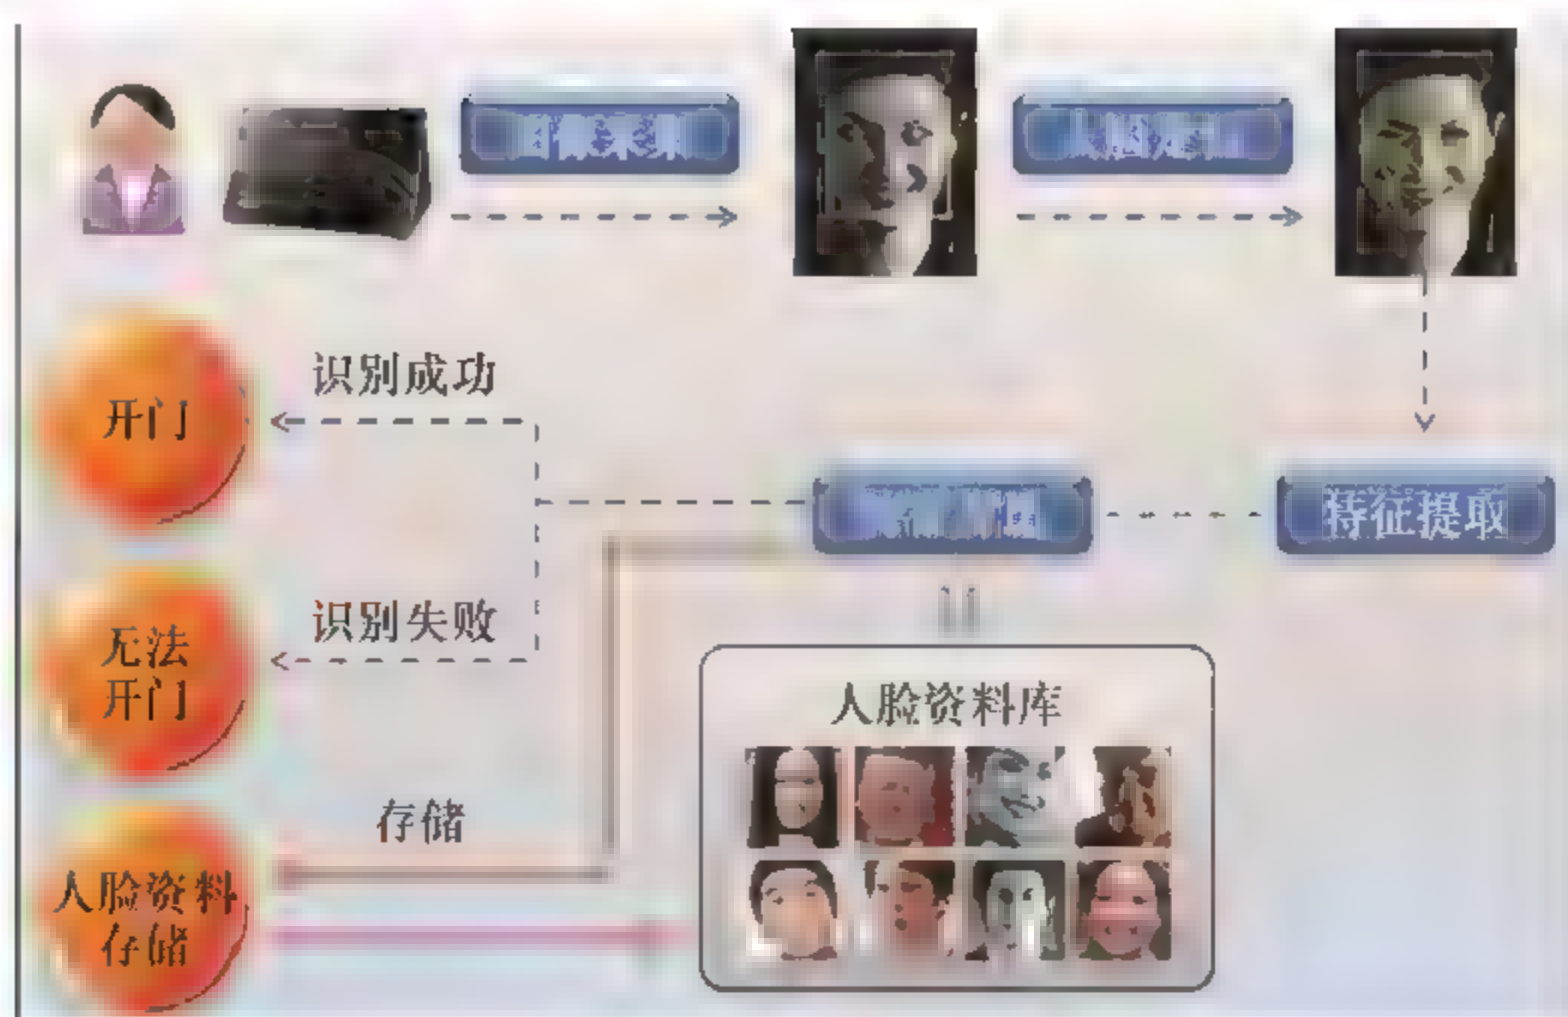 识别成功
开门
特征提取
识别失败
无法
开门
人脸资料库
存储
人脸资料
存储